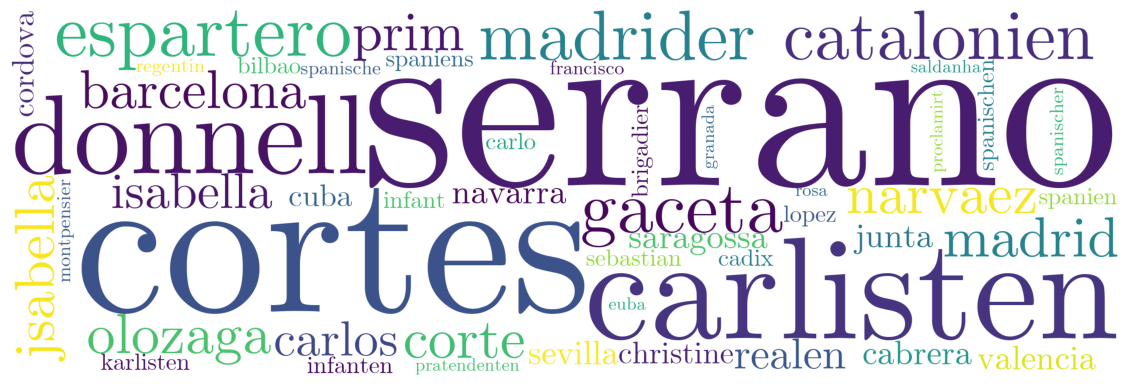 cordova
espartero
prim
madrider
catalonien
regentin
bilbao
spanische
spaniens
francisco
saldanha
barcelona
donnell
serrano
carlo
brigadier
granada
proclamirt
spanischen
spanischer
jsabella
montpensier
isabella
cuba
infant
navarra
gaceta
rosa
narvaez
spanien
lopez
cortes
saragossa
junta
madrid
sebastian
cadix
carlisten
euba
olozaga
carlos
corte
karlisten
infanten
pratendenten
sevilla
christine
realen
cabrera
valencia